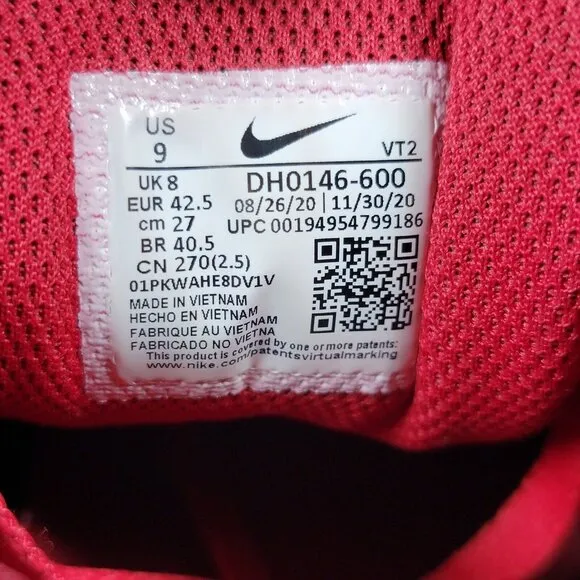 US
9
VT2
UK 8
EUR 42.5
cm 27
BR 40.5
CN 270(2.5)
DH0146-600
08/26/20 | 11/30/20
UPC 00194954799186
01PKWAHE8DV1V
MADE IN VIETNAM
HECHO EN VIETNAM
FABRIQUE AU VIETNAM
FABRICADO NO VIETNA
This product is covered by one or more patents:
www.nike.com/patentsvirtualmarking